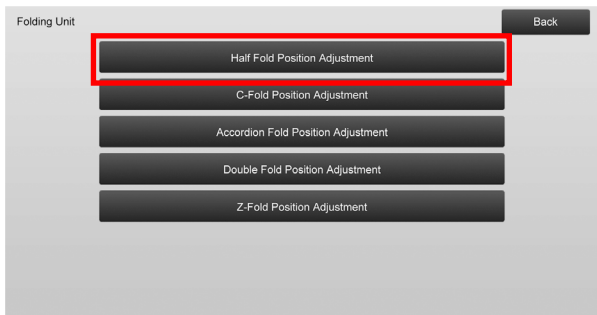 Folding Unit
Back
Half Fold Position Adjustment
C-Fold Position Adjustment
Accordion Fold Position Adjustment
Double Fold Position Adjustment
Z-Fold Position Adjustment